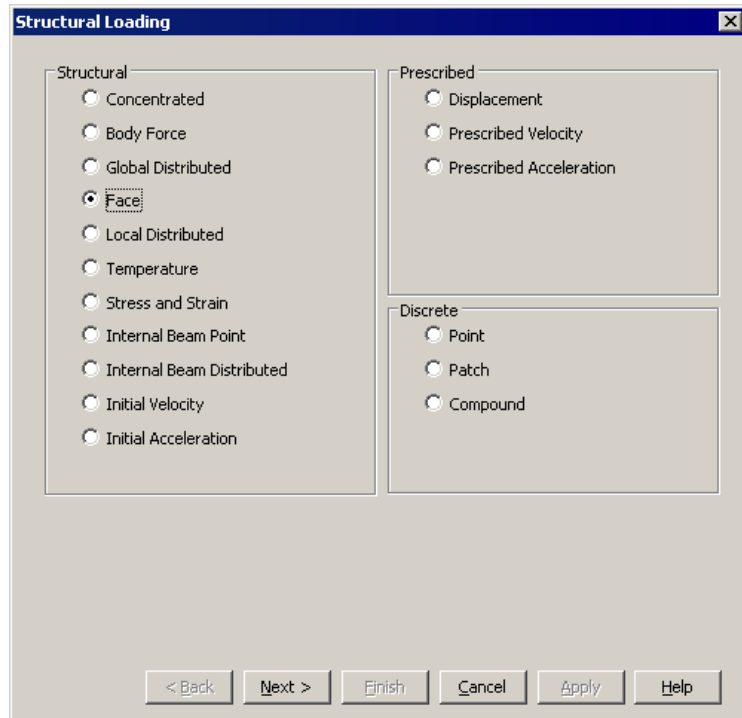 Structural Loading
Structural
Concentrated
Body Force
Global Distributed
Face
Local Distributed
Temperature
Stress and Strain
Internal Beam Point
Internal Beam Distributed
Initial Velocity
Initial Acceleration
Prescribed
Displacement
Prescribed Velocity
Prescribed Acceleration
Discrete
Point
Patch
Compound
< Back Next > Finish Cancel Apply Help